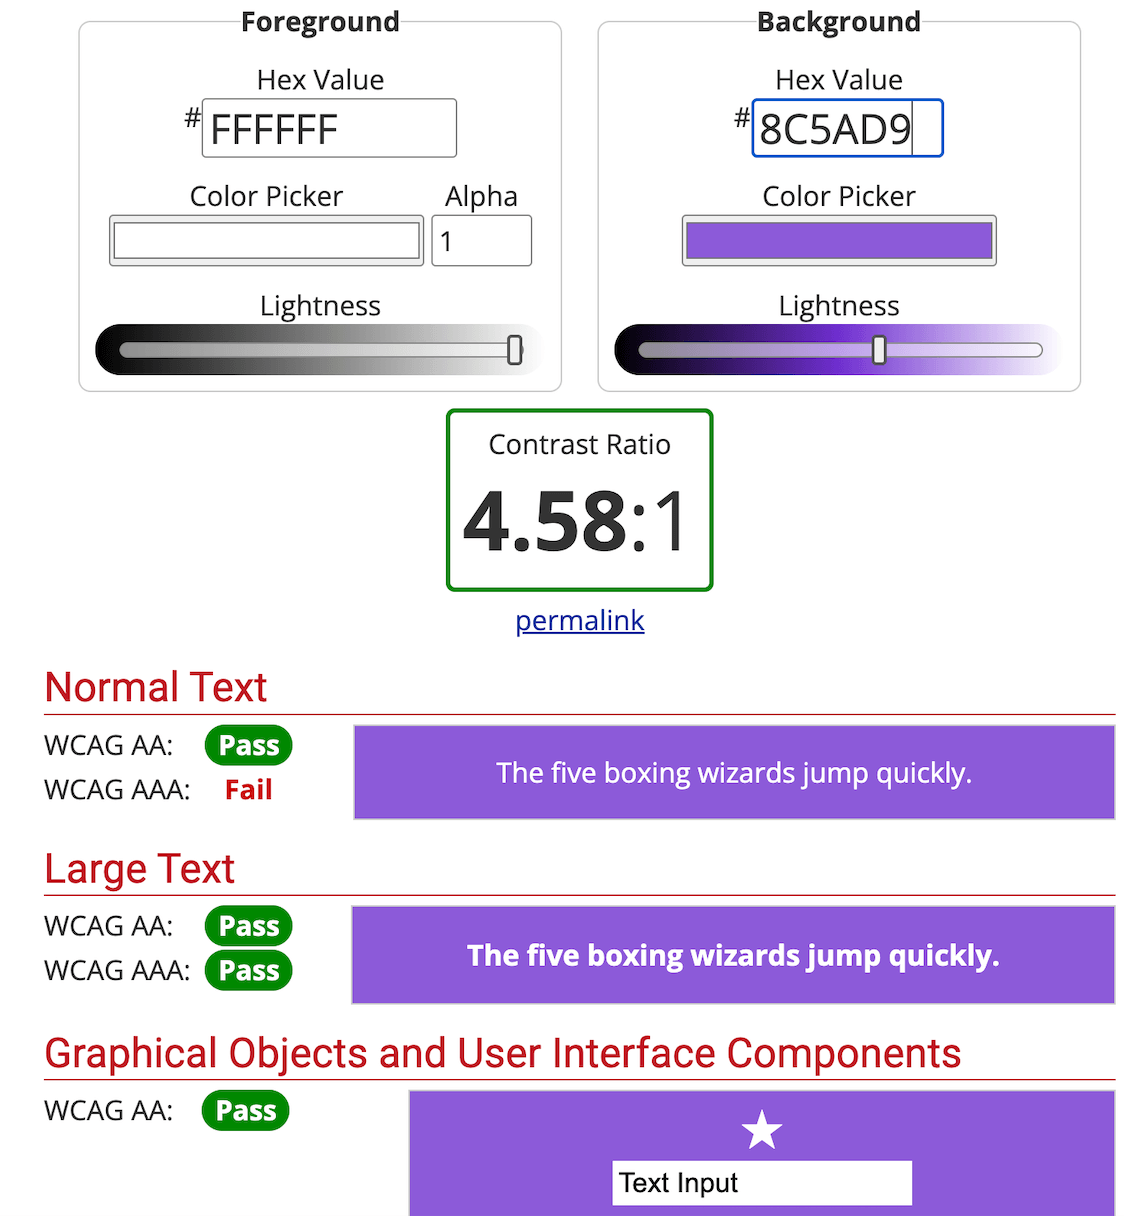 Foreground
Background
Hex Value
Hex Value
# FFFFFF
# 8C5AD9
Color Picker Alpha
Color Picker
1
Lightness
Lightness
Contrast Ratio
4.58:1
permalink
Normal Text
WCAG AA: Pass
WCAG AAA: Fail
The five boxing wizards jump quickly.
Large Text
WCAG AA: Pass
WCAG AAA: Pass
The five boxing wizards jump quickly.
Graphical Objects and User Interface Components
WCAG AA: Pass
Text Input